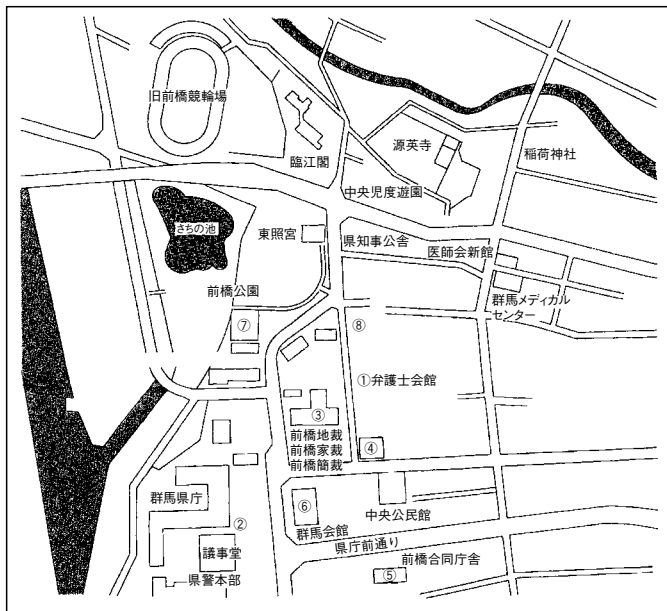 旧前橋競輪場
臨江閣
源英寺
稲荷神社
中央児度遊園
さちの池
東照宮
県知事公舎
医師会新館
前橋公園
群馬メディカル
センター
⑦
⑧
①弁護士会館
③
前橋地裁
前橋家裁
前橋簡裁
④
群馬県庁
②
⑥
群馬会館
中央公民館
議事堂
県庁前通り
県警本部
前橋合同庁舎
⑤